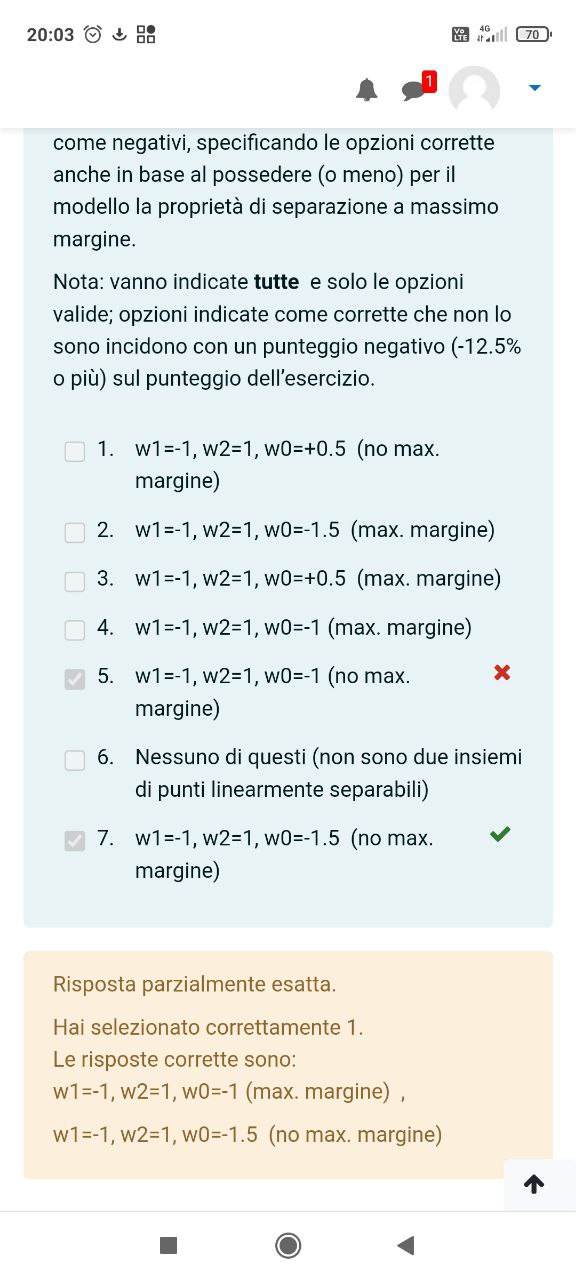 20:03
Vo LTE 4G 70
1
come negativi, specificando le opzioni corrette
anche in base al possedere (o meno) per il
modello la proprietà di separazione a massimo
margine.
Nota: vanno indicate tutte e solo le opzioni
valide; opzioni indicate come corrette che non lo
sono incidono con un punteggio negativo (-12.5%
o più) sul punteggio dell'esercizio.
1. w1=-1, w2=1, w0=+0.5 (no max.
margine)
2. w1=-1, w2=1, w0=-1.5 (max. margine)
3. w1=-1, w2=1, w0=+0.5 (max. margine)
4. w1=-1, w2=1, w0=-1 (max. margine)
5. w1=-1, w2=1, w0=-1 (no max.
margine)
6. Nessuno di questi (non sono due insiemi
di punti linearmente separabili)
7. w1=-1, w2=1, w0=-1.5 (no max.
margine)
Risposta parzialmente esatta.
Hai selezionato correttamente 1.
Le risposte corrette sono:
w1=-1, w2=1, w0=-1 (max. margine) ,
w1=-1, w2=1, w0=-1.5 (no max. margine)